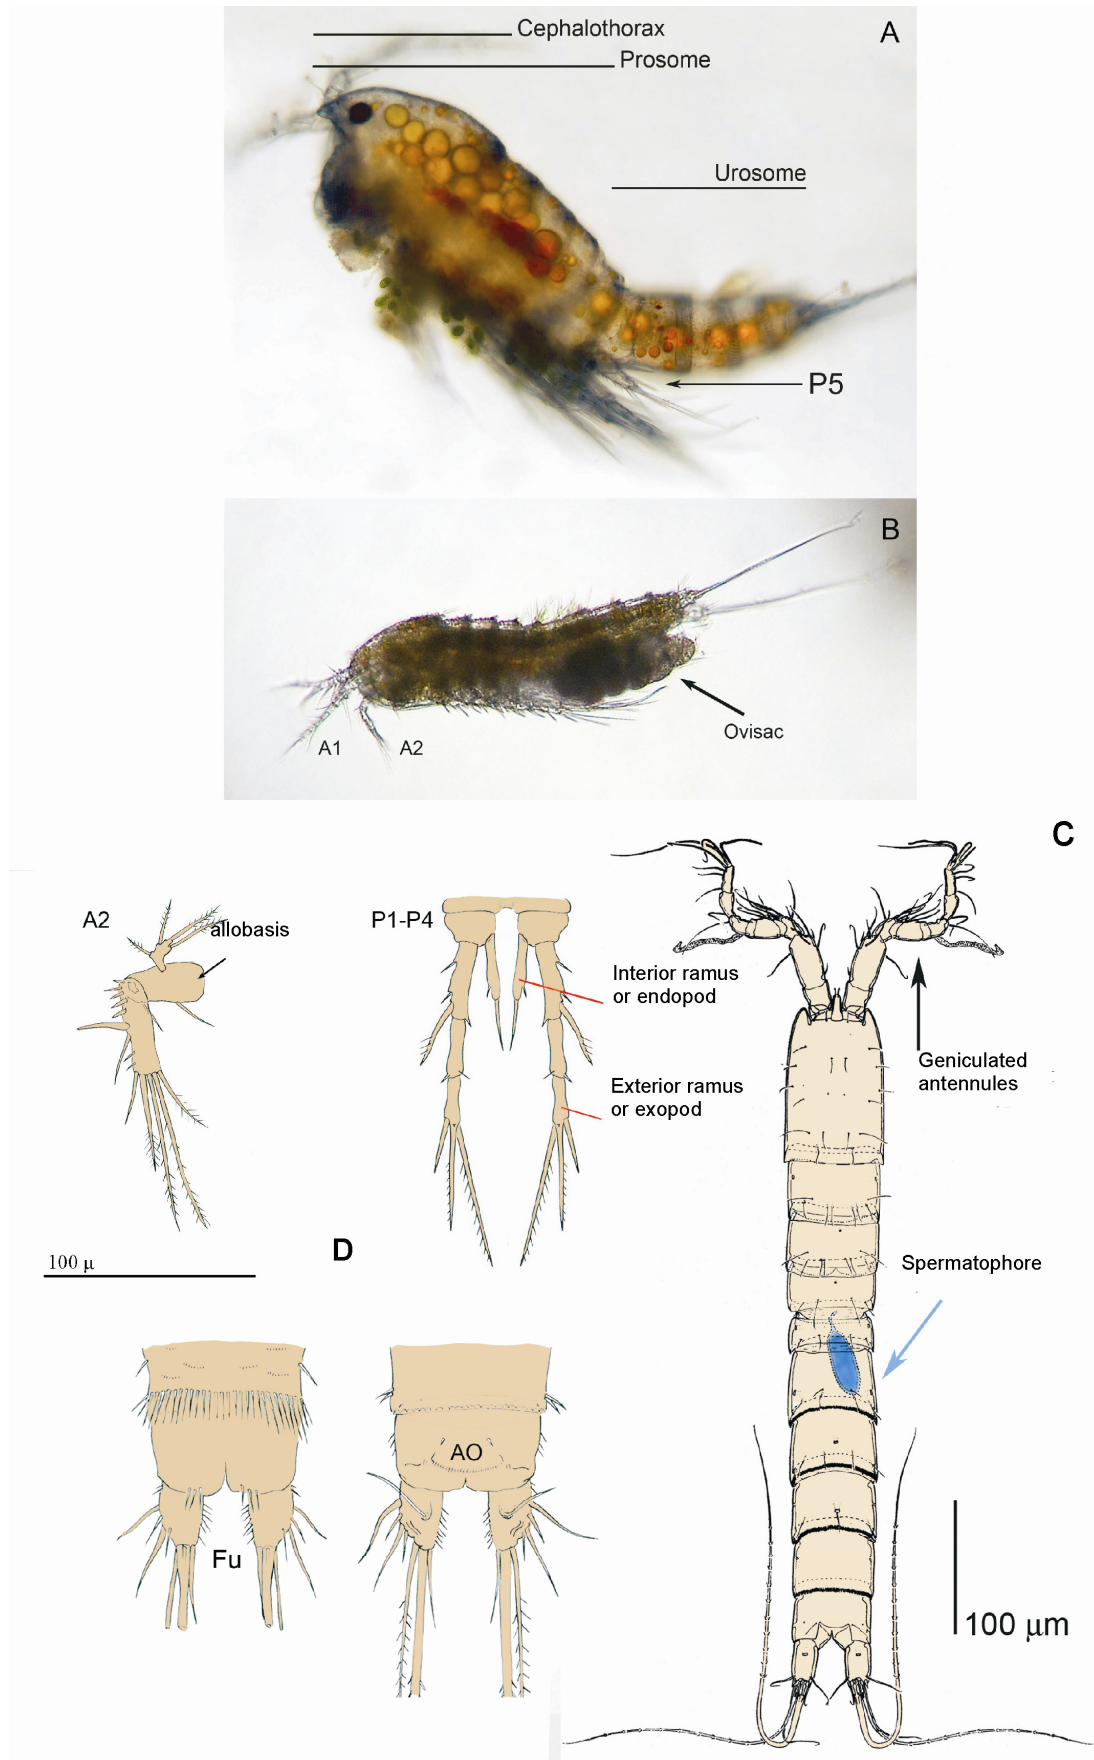 Cephalothorax
A
Prosome
Urosome
P5
B
A1
A2
Ovisac
C
A2
allobasis
P1-P4
Interior ramus
or endopod
Exterior ramus
or exopod
Geniculated
antennules
D
100 µ
Spermatophore
AO
Fu
100 µm